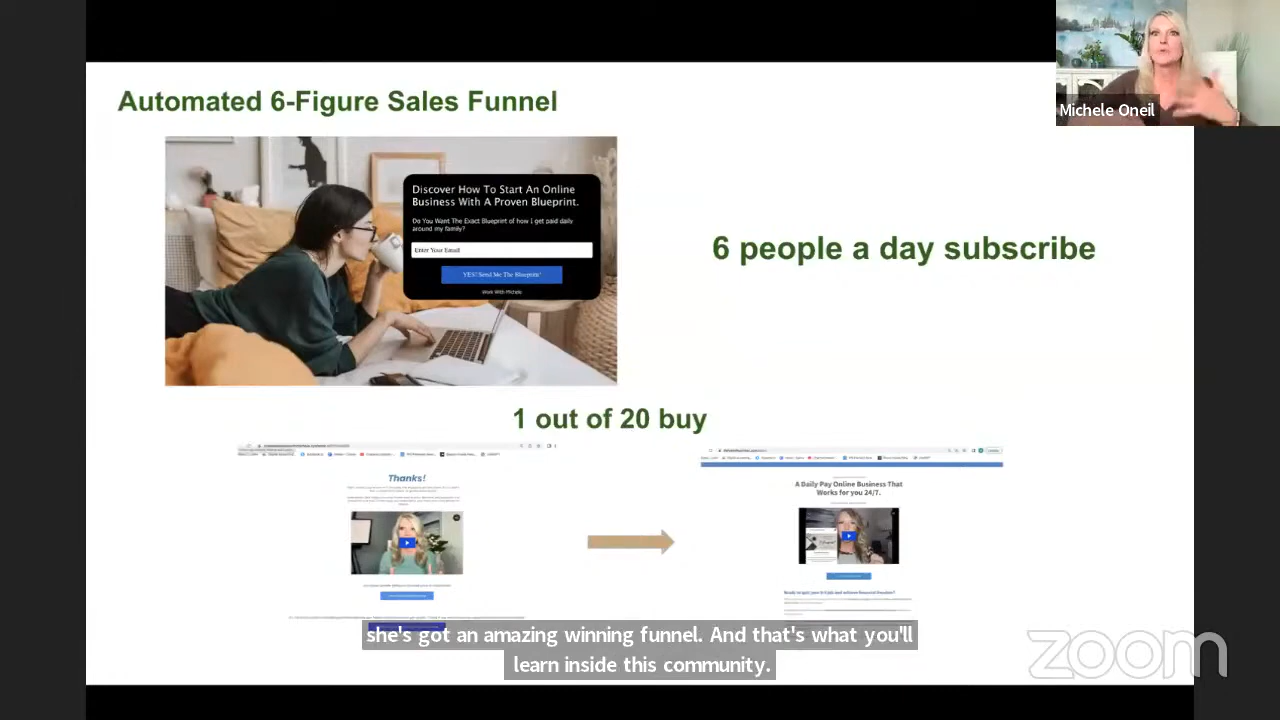 Michele Oneil
Automated 6-Figure Sales Funnel
Discover How To Start An Online
Business With A Proven Blueprint.
Do You Want The Exact Blueprint of how I get paid daily
around my family?
Enter Your Email
YES! Send Me The Blueprint!
Work With Michele
6 people a day subscribe
1 out of 20 buy
Thanks!
A Daily Pay Online Business That
Works for you 24/7.
she's got an amazing winning funnel. And that's what you'll
learn inside this community.
zoom